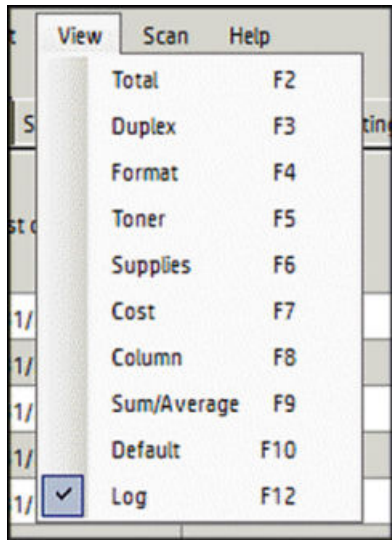 View Scan Help
Total F2
Duplex F3
Format F4
Toner F5
Supplies F6
Cost F7
Column F8
Sum/Average F9
Default F10
Log F12